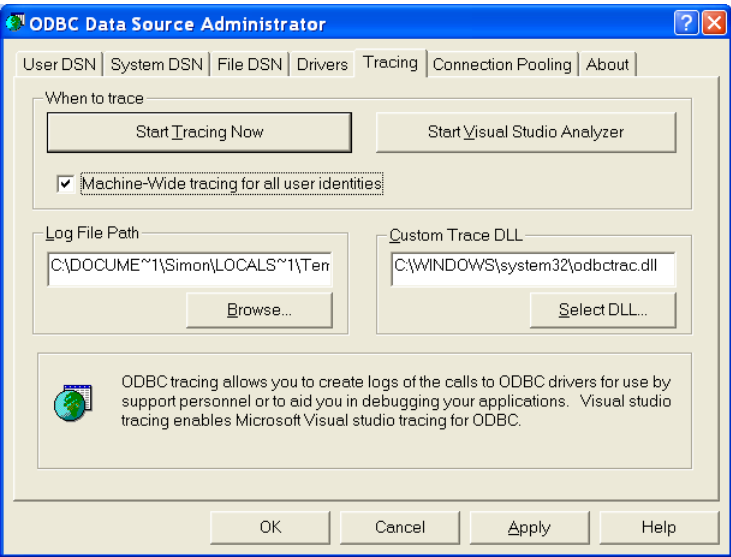 ODBC Data Source Administrator
User DSN System DSN File DSN Drivers Tracing Connection Pooling About
When to trace
Start Tracing Now Start Visual Studio Analyzer
Machine-Wide tracing for all user identities
Log File Path Custom Trace DLL
C:\DOCUME~1\Simon\LOCALS~1\Tem C:\WINDOWS\system32\odbctrac.dll
Browse... Select DLL...
ODBC tracing allows you to create logs of the calls to ODBC drivers for use by
support personnel or to aid you in debugging your applications. Visual studio
tracing enables Microsoft Visual studio tracing for ODBC.
OK Cancel Apply Help